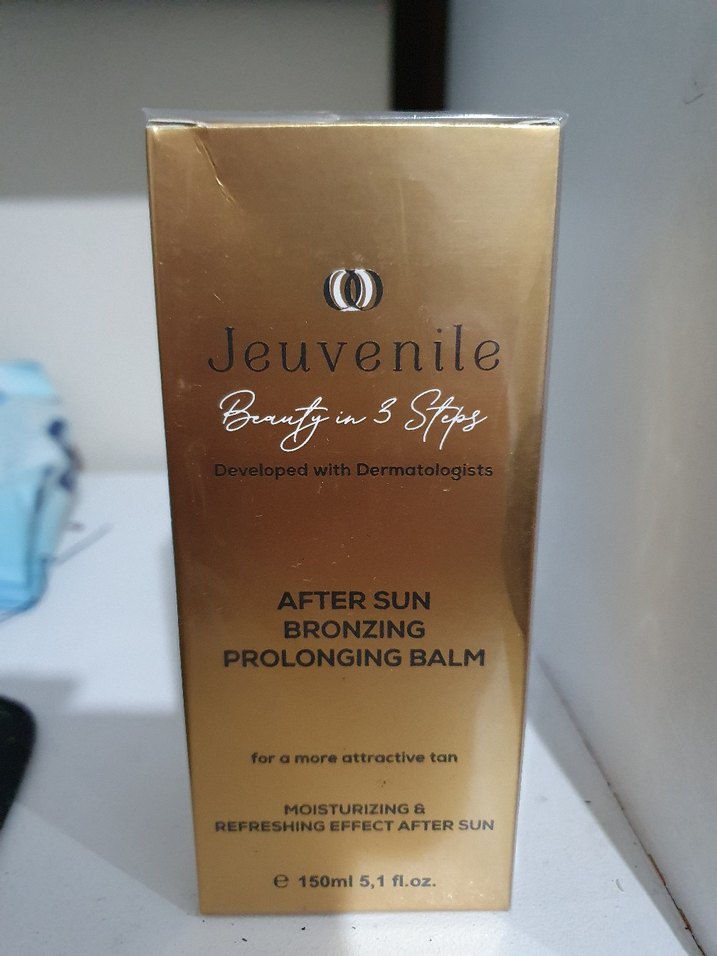 Jeuvenile
Beauty in 3 Steps
Developed with Dermatologists
AFTER SUN
BRONZING
PROLONGING BALM
for a more attractive tan
MOISTURIZING &
REFRESHING EFFECT AFTER SUN
℮ 150ml 5,1 fl.oz.